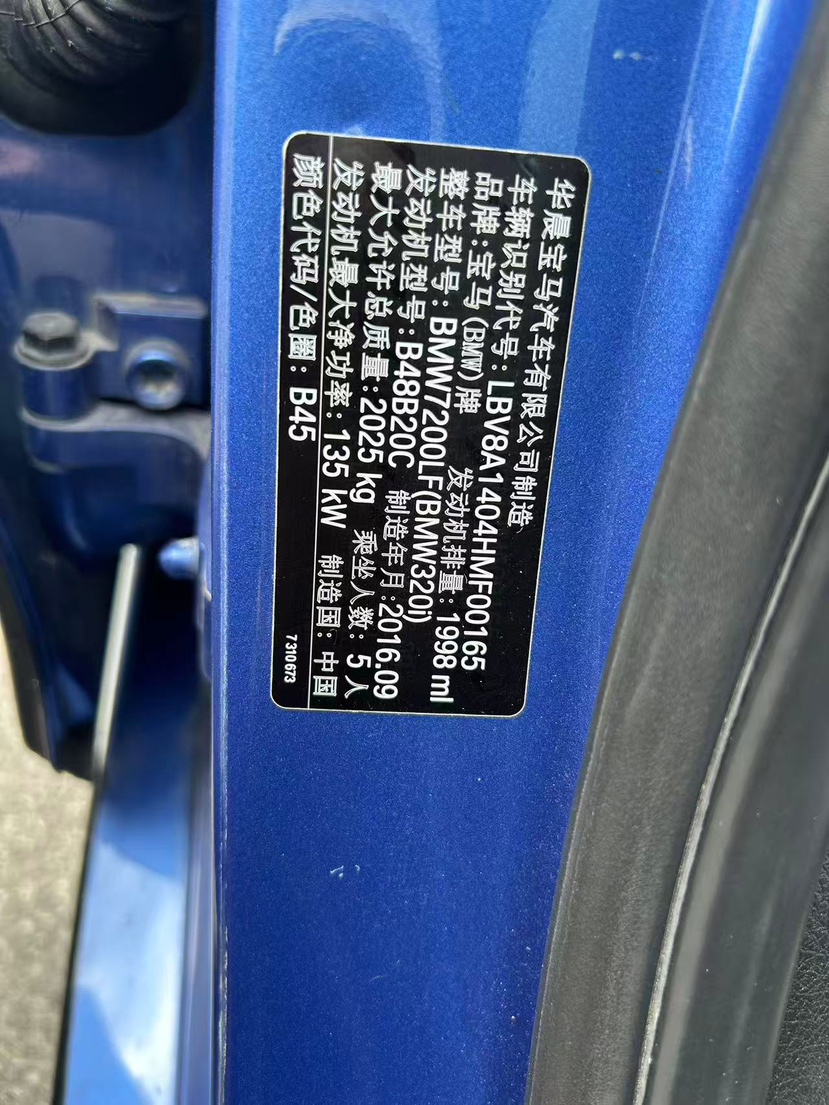 华晨宝马汽车有限公司制造
车辆识别代号: LBV8A1404HMF00165
品牌: 宝马(BMW)牌 发动机排量: 1998 ml
整车型号: BMW7200LF(BMW320i)
发动机型号: B48B20C 制造年月: 2016.09
最大允许总质量: 2025 kg 乘坐人数: 5人
发动机最大净功率: 135 kW 制造国: 中国
颜色代码/色圈: B45
7310673